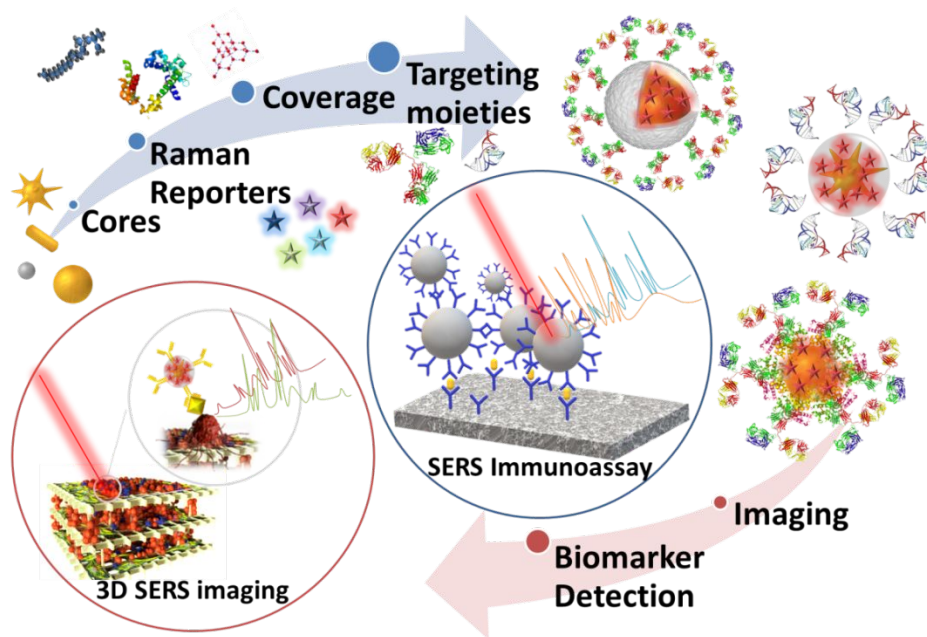 Cores
Raman
Reporters
Coverage
Targeting
moieties
SERS Immunoassay
Imaging
Biomarker
Detection
3D SERS imaging